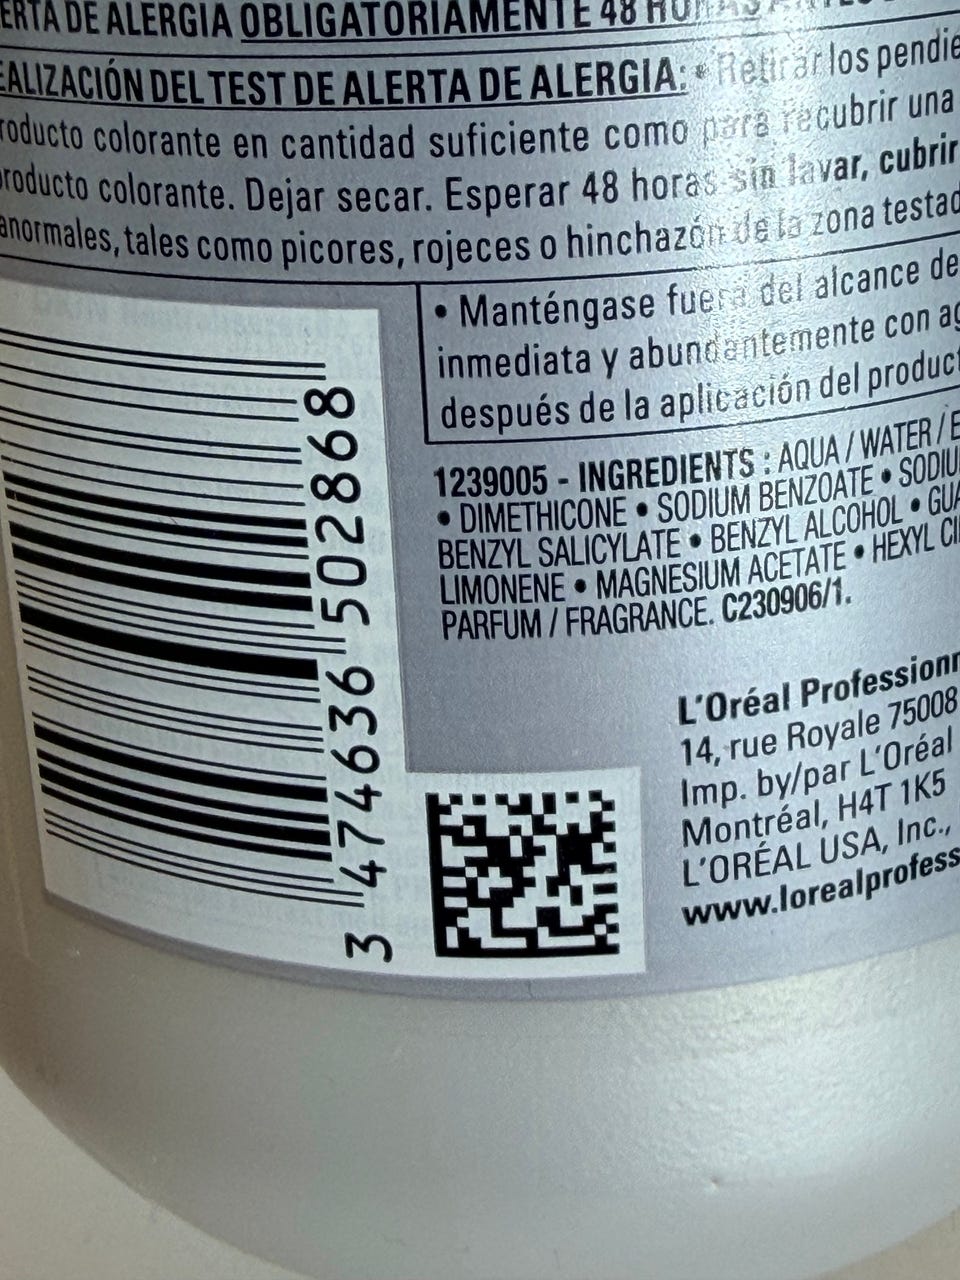 ERTA DE ALERGIA OBLIGATORIAMENTE 48
EALIZACIÓN DEL TEST DE ALERTA DE ALERGIA: • Retirar los pendie
roducto colorante en cantidad suficiente como para recubrir una
producto colorante. Dejar secar. Esperar 48 horas sin lavar, cubrir
anormales, tales como picores, rojeces o hinchazón de la zona testad
• Manténgase fuera del alcance de
inmediata y abundantemente con ag
después de la aplicación del product
1239005 - INGREDIENTS : AQUA / WATER / E
• DIMETHICONE • SODIUM BENZOATE • SODIU
BENZYL SALICYLATE • BENZYL ALCOHOL • GUA
LIMONENE • MAGNESIUM ACETATE • HEXYL CI
PARFUM / FRAGRANCE. C230906/1.
3 474636 502868
L'Oréal Professionn
14, rue Royale 75008
Imp. by/par L'Oréal
Montréal, H4T 1K5
L'ORÉAL USA, Inc.,
www.lorealprofess